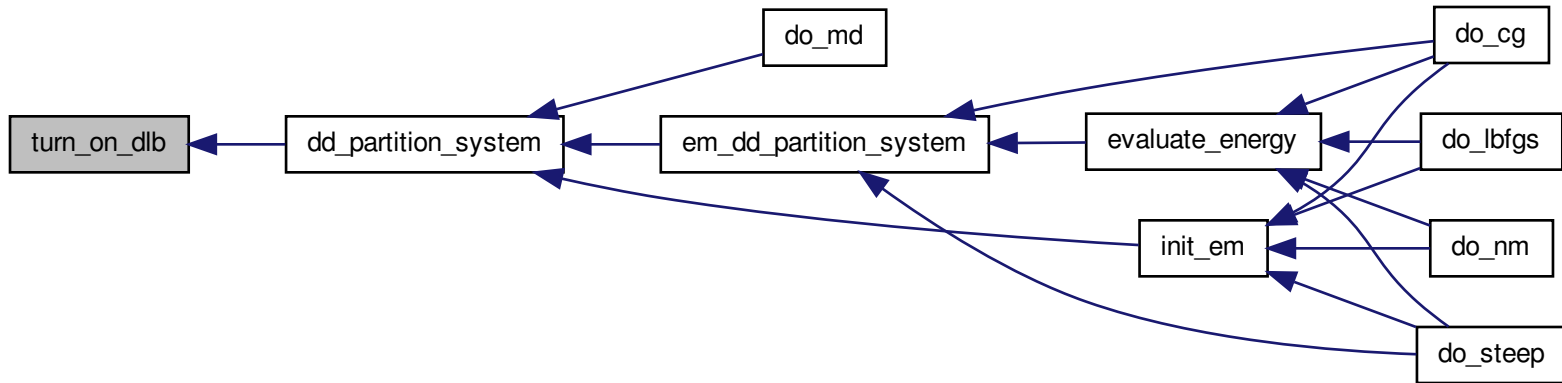 turn_on_dlb
dd_partition_system
do_md
em_dd_partition_system
evaluate_energy
init_em
do_cg
do_lbfgs
do_nm
do_steep